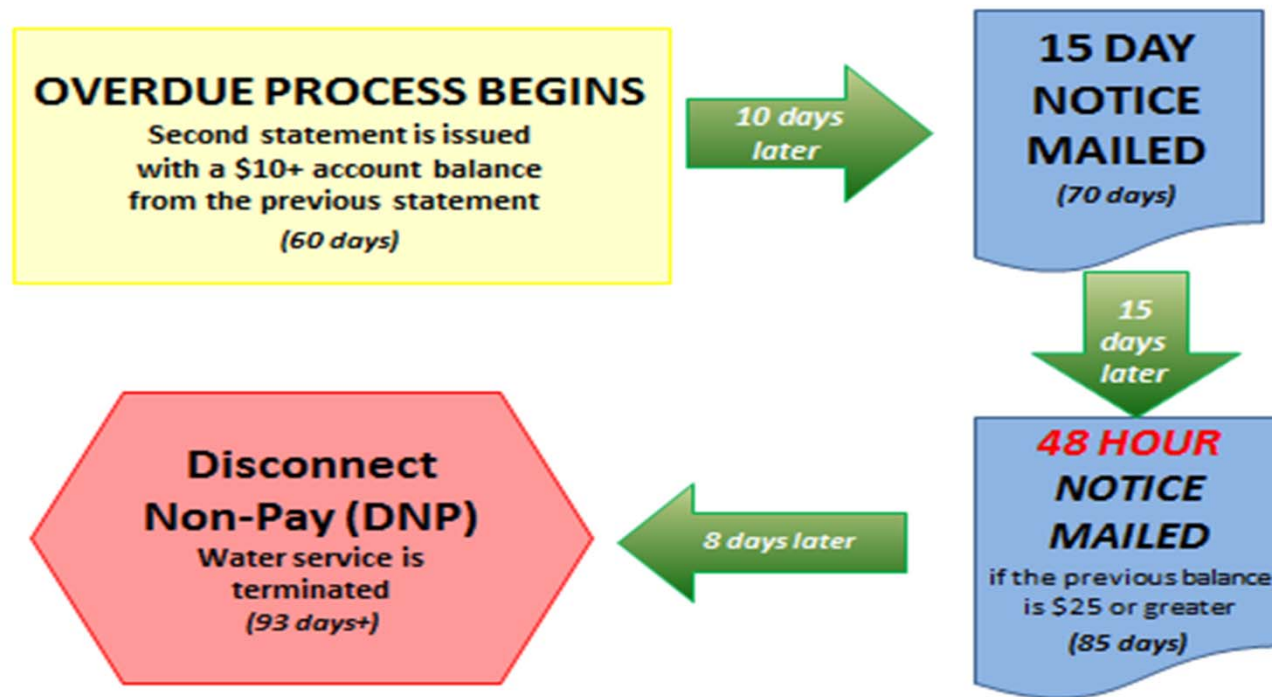 OVERDUE PROCESS BEGINS
Second statement is issued
with a $10+ account balance
from the previous statement
(60 days)
10 days
later
15 DAY
NOTICE
MAILED
(70 days)
15
days
later
48 HOUR
NOTICE
MAILED
if the previous balance
is $25 or greater
(85 days)
8 days later
Disconnect
Non-Pay (DNP)
Water service is
terminated
(93 days+)